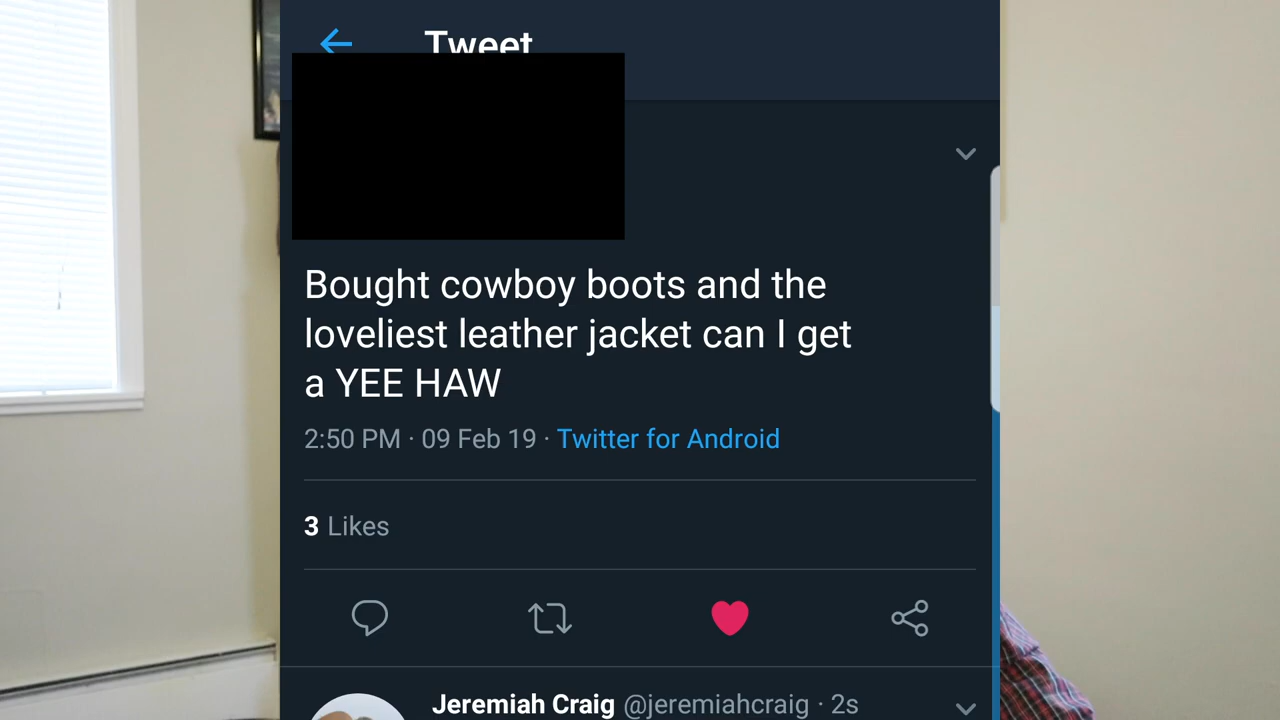 Tweet
Bought cowboy boots and the
loveliest leather jacket can I get
a YEE HAW
2:50 PM · 09 Feb 19 · Twitter for Android
3 Likes
Jeremiah Craig @jeremiahcraig · 2s